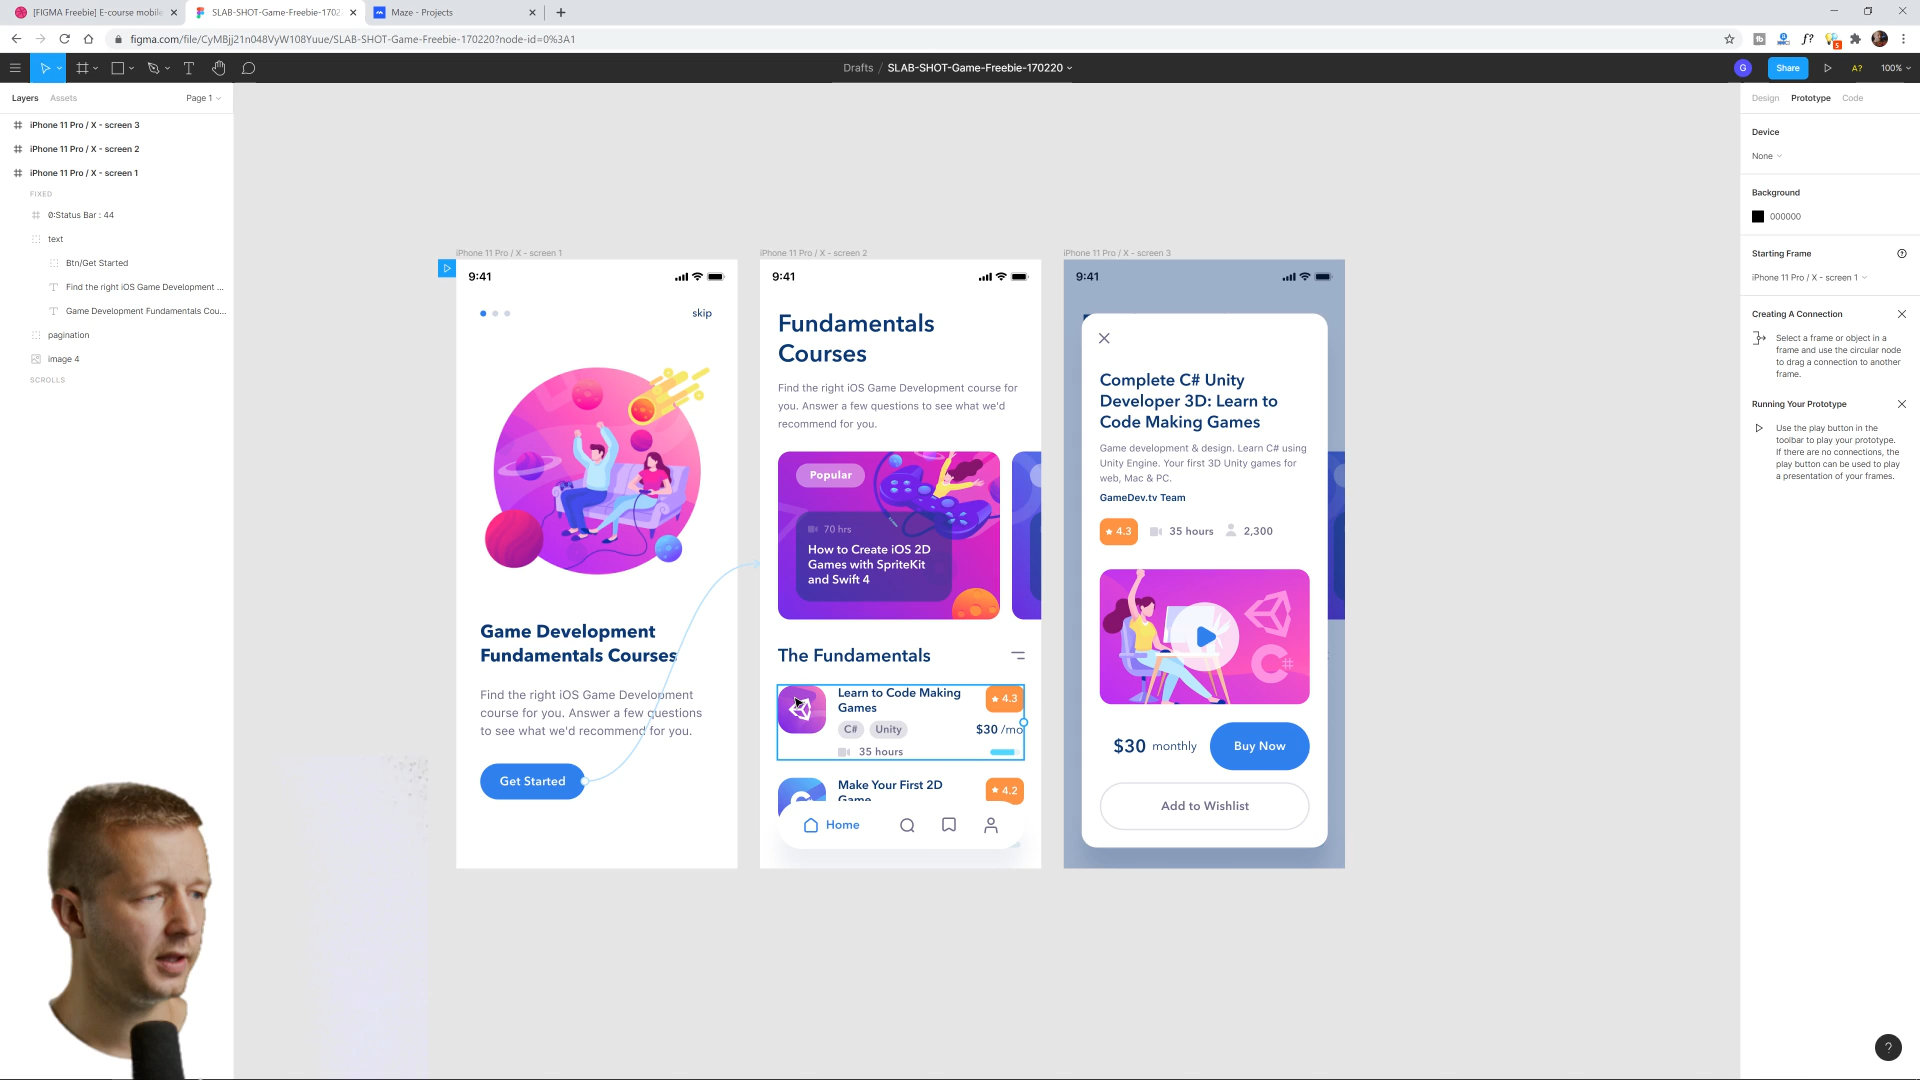 [FIGMA Freebie] E-course mobile
SLAB-SHOT-Game-Freebie-1702
Maze - Projects
figma.com/file/CyMBjj21n048VyW108Yuue/SLAB-SHOT-Game-Freebie-170220?node-id=0%3A1
Drafts / SLAB-SHOT-Game-Freebie-170220
G
Share
A?
100%
Layers
Assets
Page 1
iPhone 11 Pro / X - screen 3
iPhone 11 Pro / X - screen 2
iPhone 11 Pro / X - screen 1
FIXED
0:Status Bar : 44
text
Btn/Get Started
Find the right iOS Game Development ...
Game Development Fundamentals Cou...
pagination
image 4
SCROLLS
iPhone 11 Pro / X - screen 1
9:41
skip
Game Development
Fundamentals Courses
Find the right iOS Game Development
course for you. Answer a few questions
to see what we'd recommend for you.
Get Started
iPhone 11 Pro / X - screen 2
9:41
Fundamentals
Courses
Find the right iOS Game Development course for
you. Answer a few questions to see what we'd
recommend for you.
Popular
70 hrs
How to Create iOS 2D
Games with SpriteKit
and Swift 4
The Fundamentals
Learn to Code Making
Games
4.3
C#
Unity
$30 /mo
35 hours
Make Your First 2D
Game
4.2
Home
iPhone 11 Pro / X - screen 3
9:41
Complete C# Unity
Developer 3D: Learn to
Code Making Games
Game development & design. Learn C# using
Unity Engine. Your first 3D Unity games for
web, Mac & PC.
GameDev.tv Team
4.3
35 hours
2,300
$30 monthly
Buy Now
Add to Wishlist
Design
Prototype
Code
Device
None
Background
000000
Starting Frame
iPhone 11 Pro / X - screen 1
Creating A Connection
Select a frame or object in a
frame and use the circular node
to drag a connection to another
frame.
Running Your Prototype
Use the play button in the
toolbar to play your prototype.
If there are no connections, the
play button can be used to play
a presentation of your frames.
?